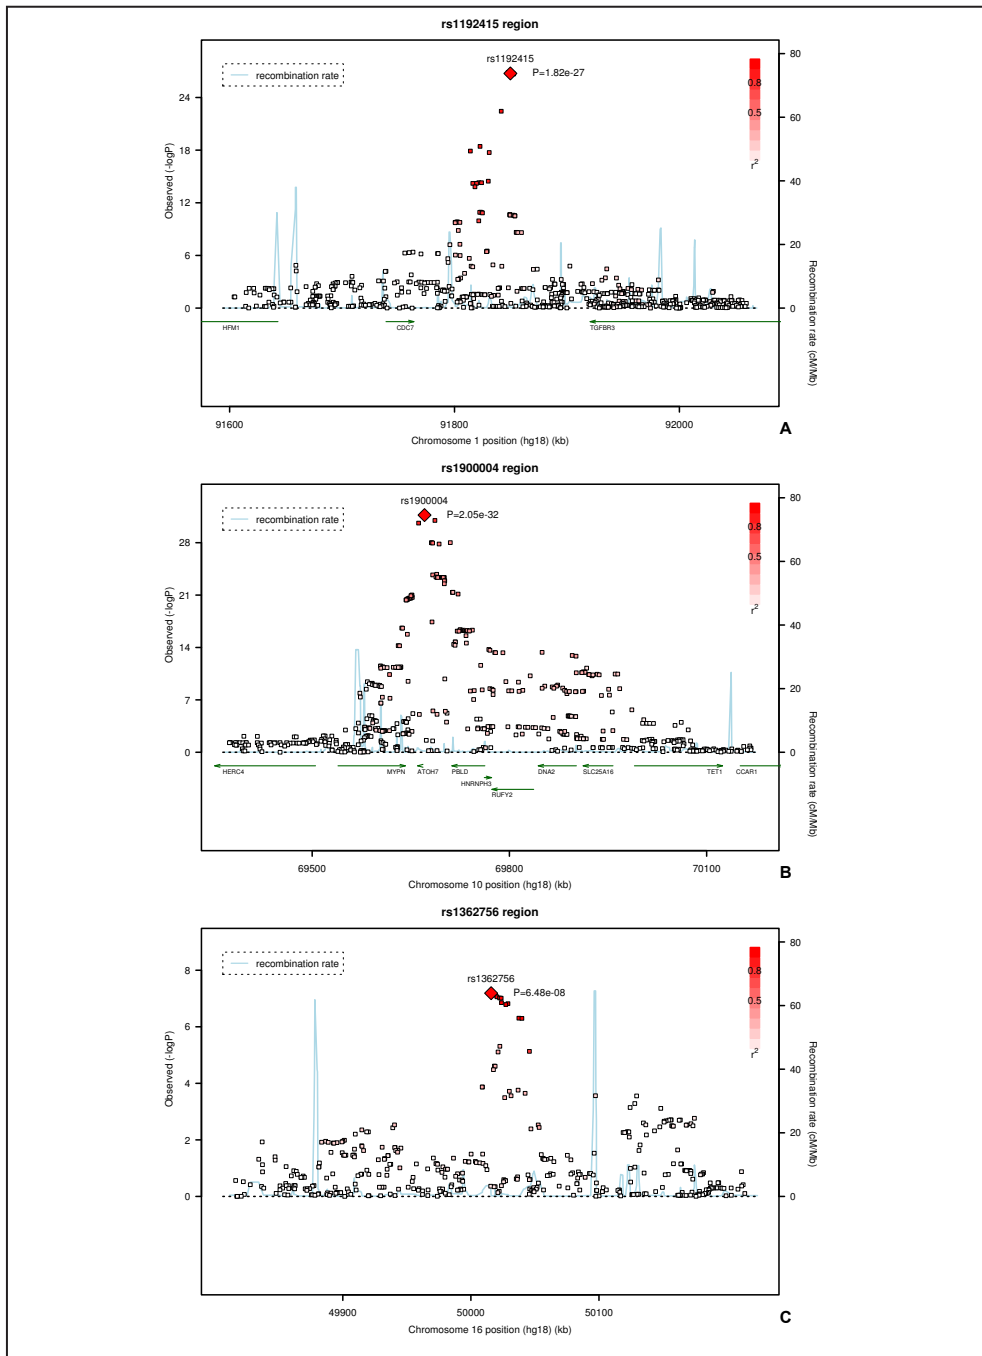 rs1192415 region
rs1192415
P=1.82e-27
recombination rate
0.8
0.5
r2
80
60
40
20
0
24
18
12
6
0
Observed (-logP)
Recombination rate (cM/Mb)
HFM1
CDC7
TGFBR3
91600
91800
92000
Chromosome 1 position (hg18) (kb)
A
rs1900004 region
rs1900004
P=2.05e-32
recombination rate
0.8
0.5
r2
80
60
40
20
0
28
21
14
7
0
Observed (-logP)
Recombination rate (cM/Mb)
HERC4
MYPN
ATOH7
PBLD
DNA2
SLC25A16
TET1
CCAR1
HNRNPH3
RUFY2
69500
69800
70100
Chromosome 10 position (hg18) (kb)
B
rs1362756 region
rs1362756
P=6.48e-08
recombination rate
0.8
0.5
r2
80
60
40
20
0
8
6
4
2
0
Observed (-logP)
Recombination rate (cM/Mb)
49900
50000
50100
Chromosome 16 position (hg18) (kb)
C